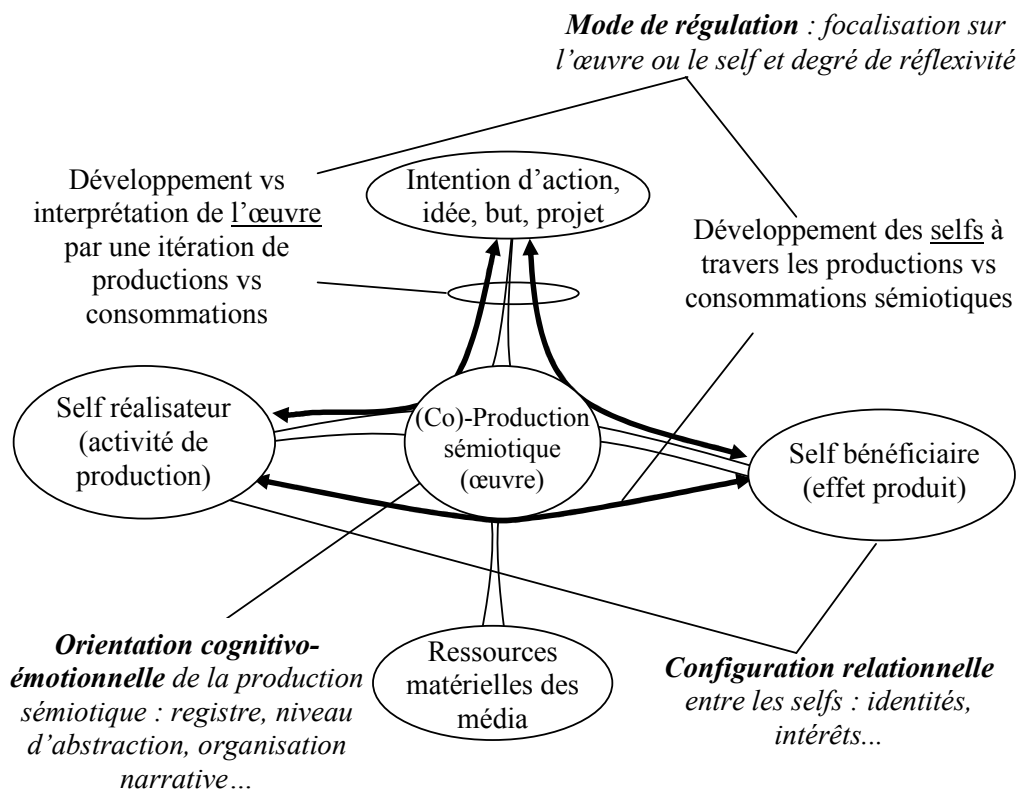 Mode de régulation : focalisation sur
l’œuvre ou le self et degré de réflexivité
Développement vs
interprétation de l’œuvre
par une itération de
productions vs
consommations
Intention d’action,
idée, but, projet
Développement des selfs à
travers les productions vs
consommations sémiotiques
Self réalisateur
(activité de
production)
(Co)-Production
sémiotique
(œuvre)
Self bénéficiaire
(effet produit)
Orientation cognitivo-
émotionnelle de la production
sémiotique : registre, niveau
d’abstraction, organisation
narrative…
Ressources
matérielles des
média
Configuration relationnelle
entre les selfs : identités,
intérêts...